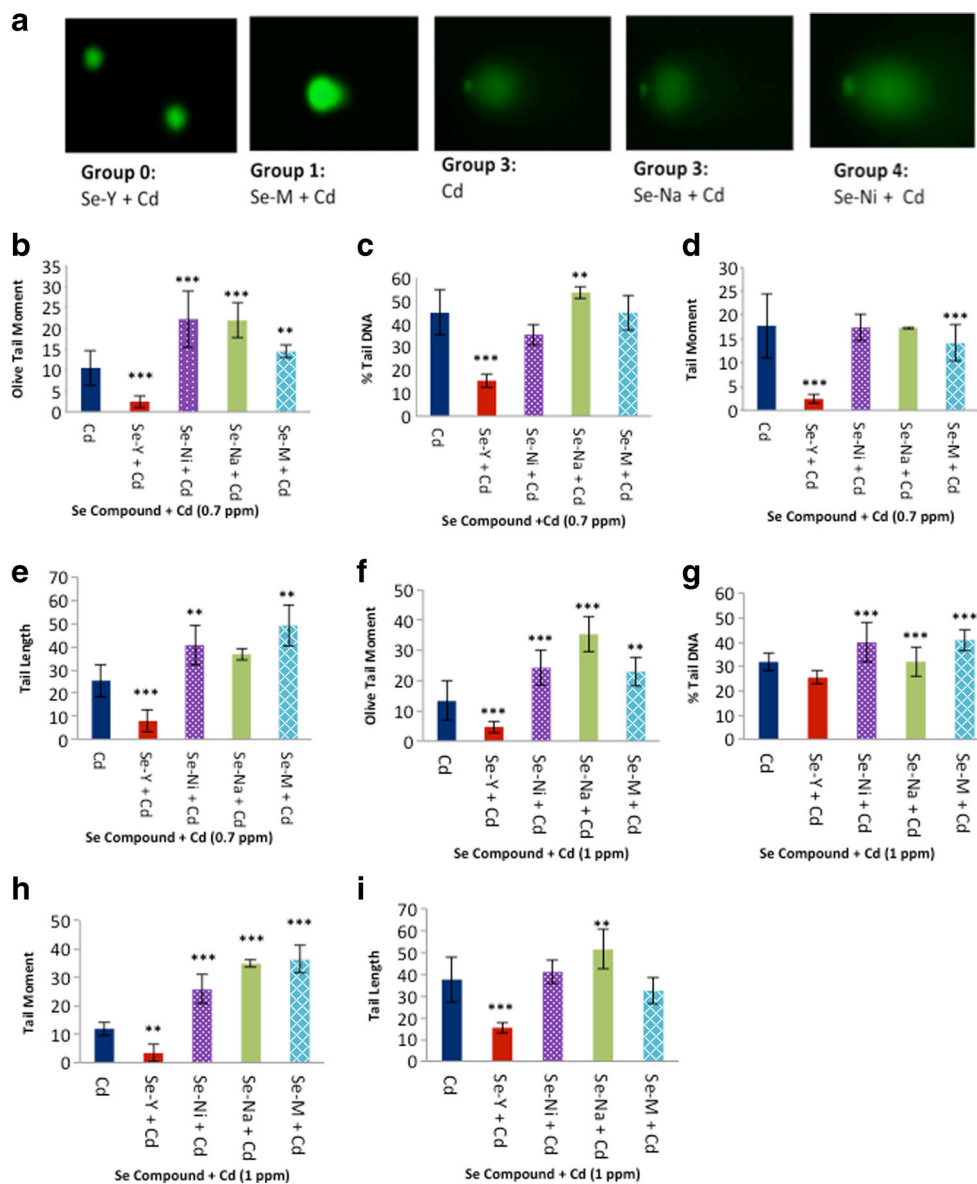 a
Group 0: Group 1: Group 3: Group 3: Group 4:
Se-Y + Cd Se-M + Cd Cd Se-Na + Cd Se-Ni + Cd
b
Olive Tail Moment
35
30
25
20
15
10
5
0
***
***
***
**
Cd
Se-Y + Cd
Se-Ni + Cd
Se-Na + Cd
Se-M + Cd
Se Compound + Cd (0.7 ppm)
c
% Tail DNA
60
50
40
30
20
10
0
***
**
Cd
Se-Y + Cd
Se-Ni + Cd
Se-Na + Cd
Se-M + Cd
Se Compound +Cd (0.7 ppm)
d
Tail Moment
30
25
20
15
10
5
0
***
***
Cd
Se-Y + Cd
Se-Ni + Cd
Se-Na + Cd
Se-M + Cd
Se Compound + Cd (0.7 ppm)
e
Tail Length
70
60
50
40
30
20
10
0
***
**
**
Cd
Se-Y + Cd
Se-Ni + Cd
Se-Na + Cd
Se-M + Cd
Se Compound + Cd (0.7 ppm)
f
Olive Tail Moment
50
40
30
20
10
0
***
***
***
**
Cd
Se-Y + Cd
Se-Ni + Cd
Se-Na + Cd
Se-M + Cd
Se Compound + Cd (1 ppm)
g
% Tail DNA
60
50
40
30
20
10
0
***
***
***
Cd
Se-Y + Cd
Se-Ni + Cd
Se-Na + Cd
Se-M + Cd
Se Compound + Cd (1 ppm)
h
Tail Moment
50
40
30
20
10
0
**
***
***
***
Cd
Se-Y + Cd
Se-Ni + Cd
Se-Na + Cd
Se-M + Cd
Se Compound + Cd (1 ppm)
i
Tail Length
70
60
50
40
30
20
10
0
***
**
Cd
Se-Y + Cd
Se-Ni + Cd
Se-Na + Cd
Se-M + Cd
Se Compound + Cd (1 ppm)